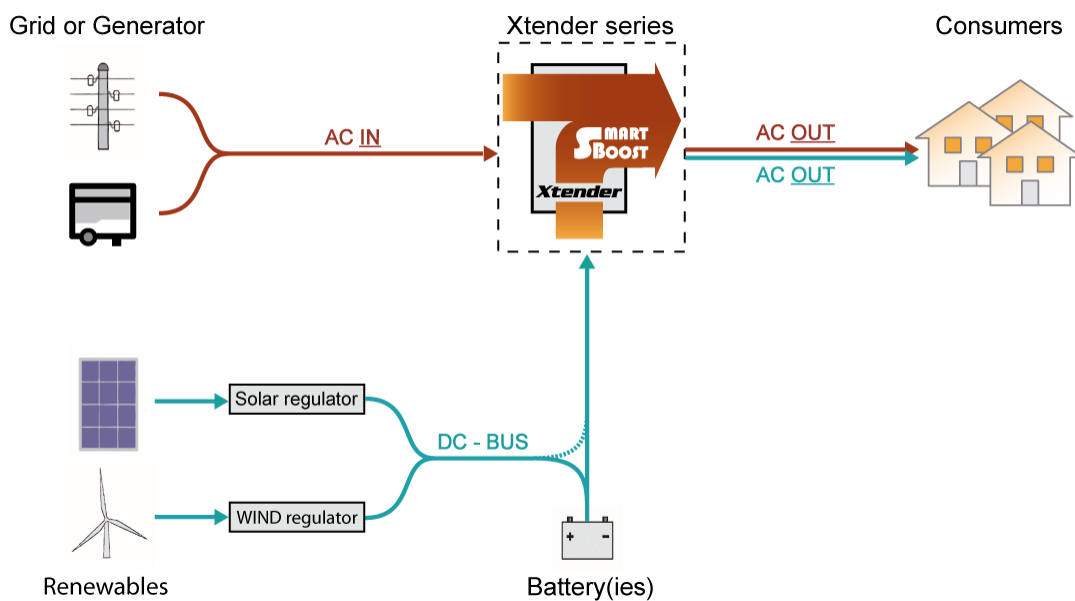 Grid or Generator
Xtender series
Consumers
AC IN
SMART
BOOST
Xtender
AC OUT
AC OUT
Solar regulator
DC - BUS
WIND regulator
+ -
Renewables
Battery(ies)